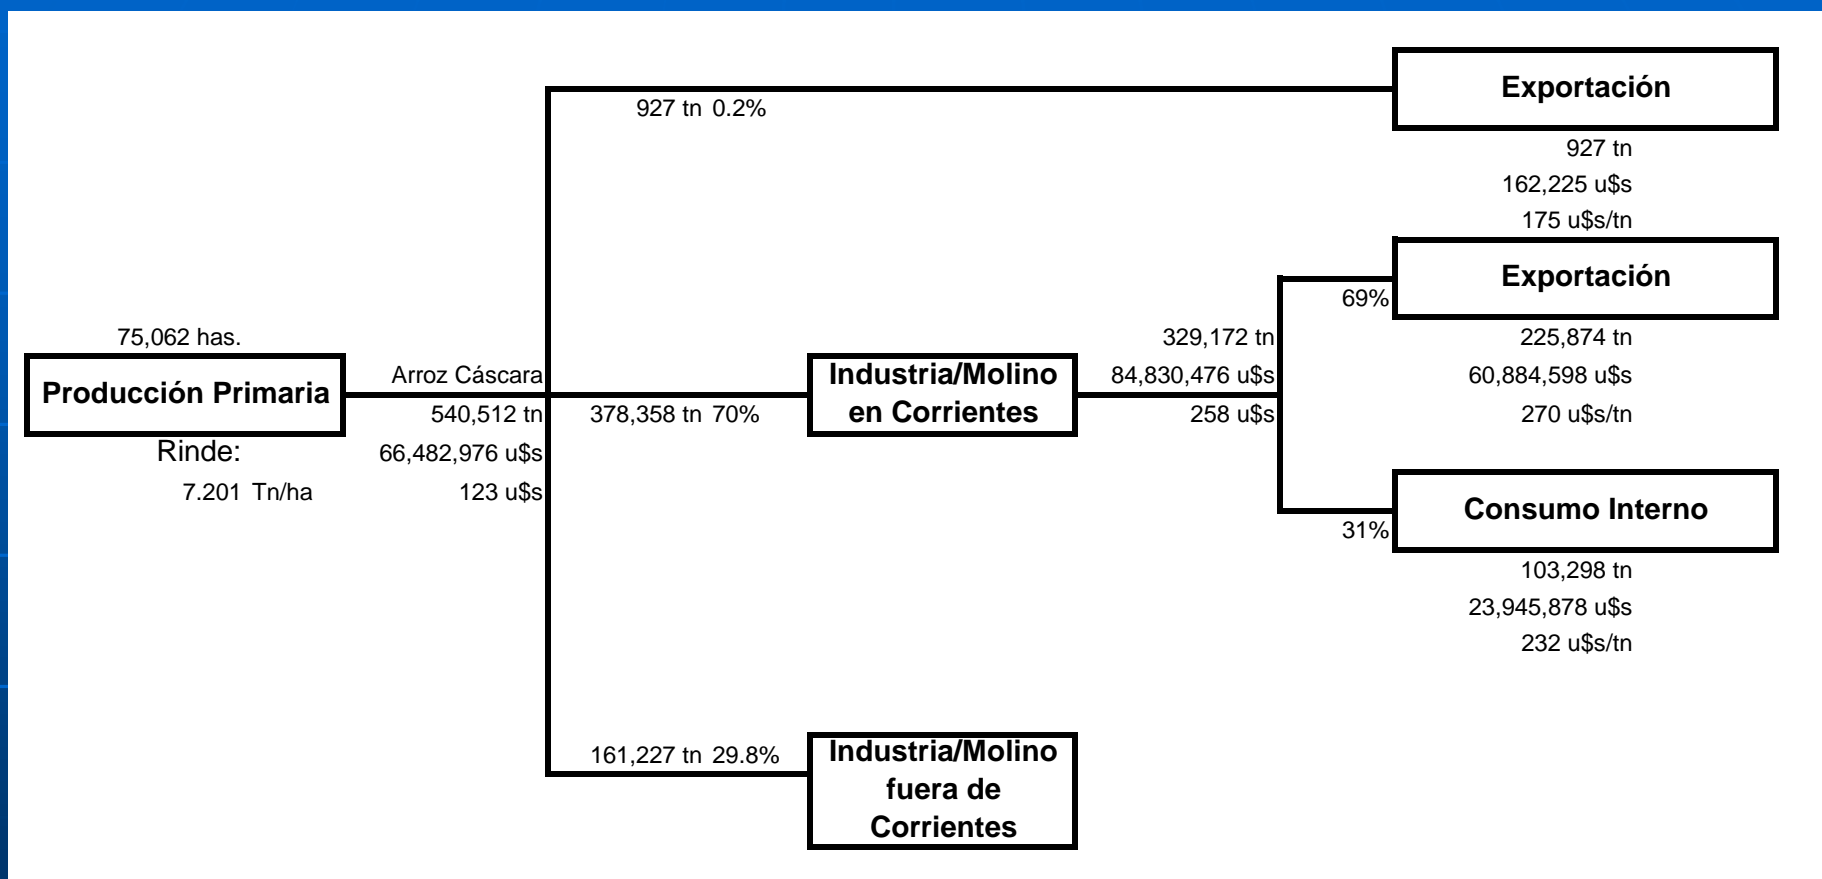 Exportación
927 tn 0.2%
927 tn
162,225 u$s
175 u$s/tn
Exportación
69%
75,062 has.
329,172 tn
225,874 tn
Producción Primaria
Arroz Cáscara
Industria/Molino
en Corrientes
84,830,476 u$s
60,884,598 u$s
540,512 tn
378,358 tn 70%
258 u$s
270 u$s/tn
Rinde:
66,482,976 u$s
7.201 Tn/ha
123 u$s
Consumo Interno
31%
103,298 tn
23,945,878 u$s
232 u$s/tn
161,227 tn 29.8%
Industria/Molino
fuera de
Corrientes